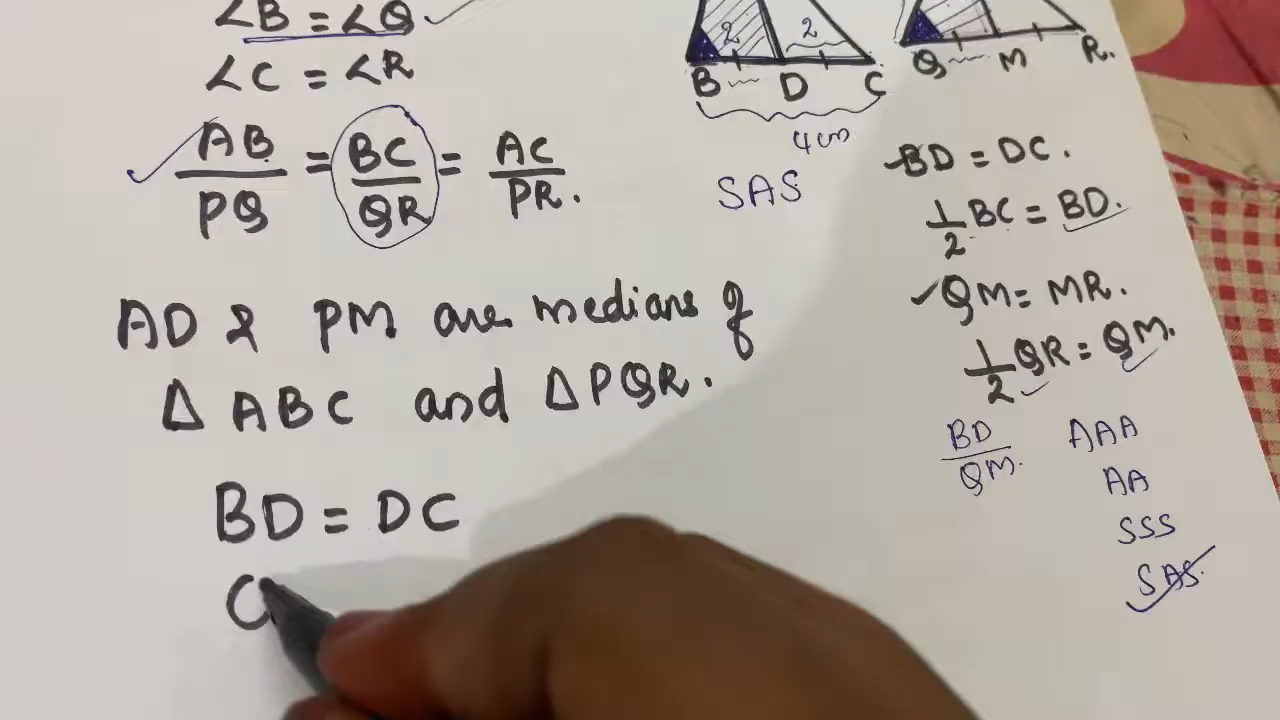 ∠B = ∠Q
∠C = ∠R
AB/PQ = BC/QR = AC/PR.
AD & PM are medians of
Δ ABC and ΔPQR.
BD = DC
2 2
B D C
4cm
SAS
Q M R.
BD = DC.
1/2 BC = BD.
QM = MR.
1/2 QR = QM.
BD/QM.
AAA
AA
SSS
SAS.